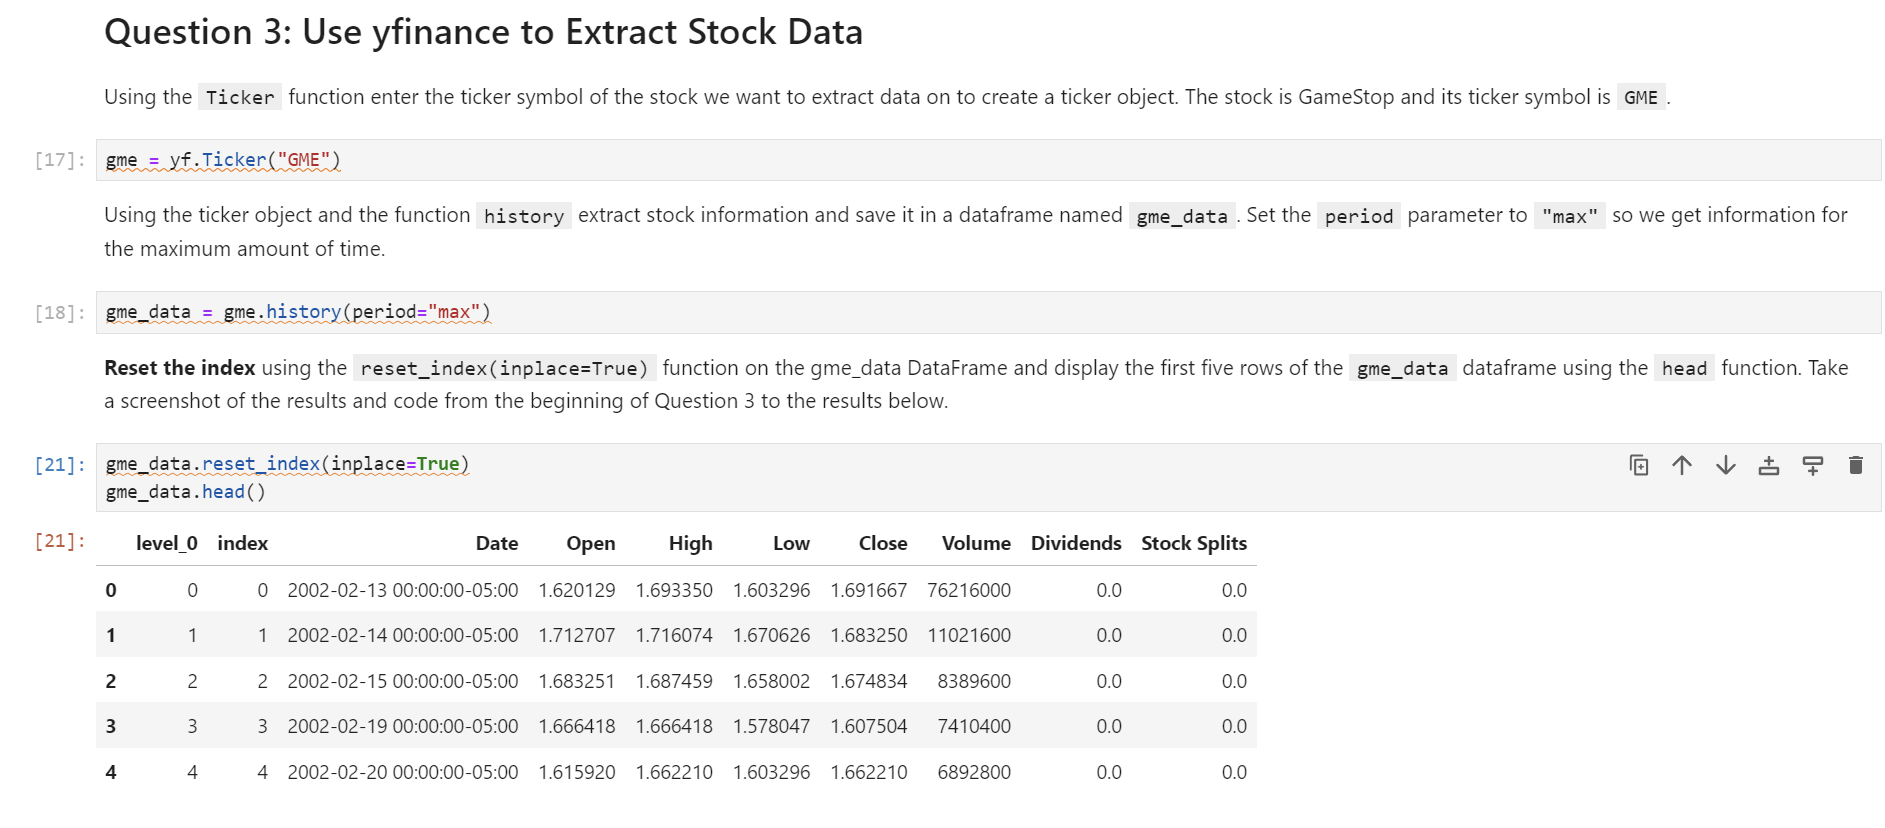 Question 3: Use yfinance to Extract Stock Data
Using the Ticker function enter the ticker symbol of the stock we want to extract data on to create a ticker object. The stock is GameStop and its ticker symbol is GME .
[17]: gme = yf.Ticker("GME")
Using the ticker object and the function history extract stock information and save it in a dataframe named gme_data . Set the period parameter to "max" so we get information for
the maximum amount of time.
[18]: gme_data = gme.history(period="max")
Reset the index using the reset_index(inplace=True) function on the gme_data DataFrame and display the first five rows of the gme_data dataframe using the head function. Take
a screenshot of the results and code from the beginning of Question 3 to the results below.
[21]: gme_data.reset_index(inplace=True)
gme_data.head()
[21]: level_0 index Date Open High Low Close Volume Dividends Stock Splits
0 0 0 2002-02-13 00:00:00-05:00 1.620129 1.693350 1.603296 1.691667 76216000 0.0 0.0
1 1 1 2002-02-14 00:00:00-05:00 1.712707 1.716074 1.670626 1.683250 11021600 0.0 0.0
2 2 2 2002-02-15 00:00:00-05:00 1.683251 1.687459 1.658002 1.674834 8389600 0.0 0.0
3 3 3 2002-02-19 00:00:00-05:00 1.666418 1.666418 1.578047 1.607504 7410400 0.0 0.0
4 4 4 2002-02-20 00:00:00-05:00 1.615920 1.662210 1.603296 1.662210 6892800 0.0 0.0